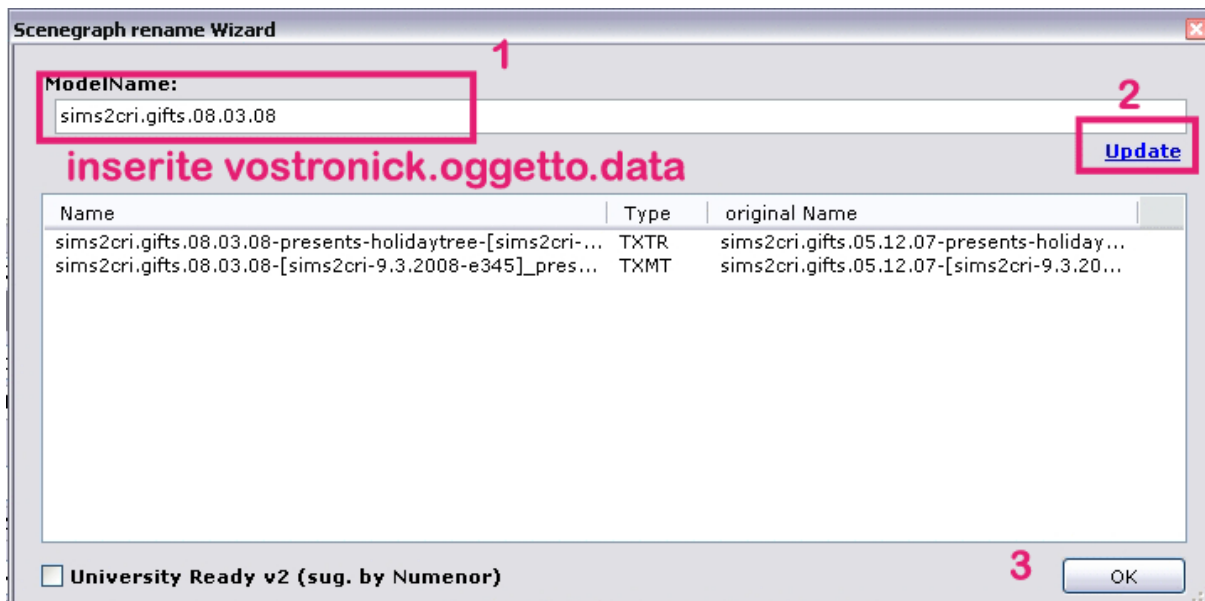 Scenegraph rename Wizard
1
ModelName:
sims2cri.gifts.08.03.08
2
Update
inserite vostronick.oggetto.data
Name Type original Name
sims2cri.gifts.08.03.08-presents-holidaytree-[sims2cri-... TXTR sims2cri.gifts.05.12.07-presents-holiday...
sims2cri.gifts.08.03.08-[sims2cri-9.3.2008-e345]_pres... TXMT sims2cri.gifts.05.12.07-[sims2cri-9.3.20...
University Ready v2 (sug. by Numenor)
3
OK